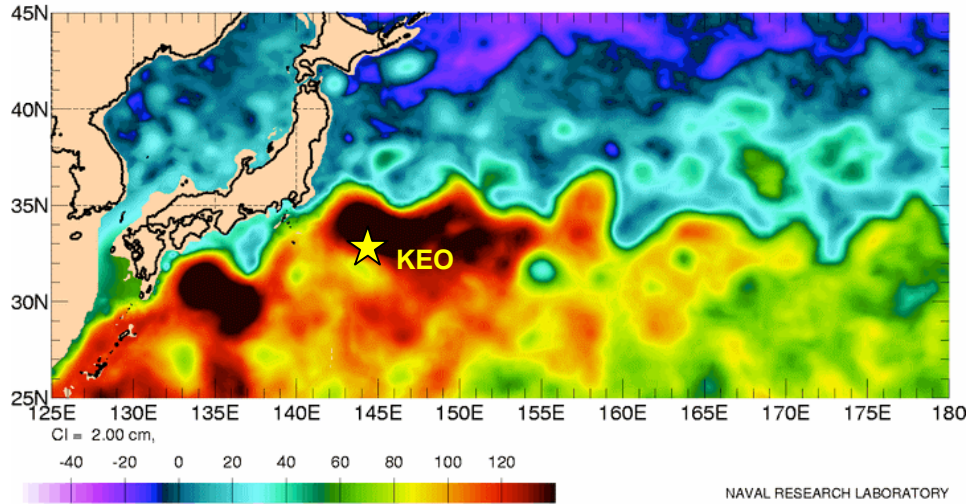 45N
40N
35N
KEO
30N
25N
125E 130E 135E 140E 145E 150E 155E 160E 165E 170E 175E 180
CI = 2.00 cm,
-40 -20 0 20 40 60 80 100 120
NAVAL RESEARCH LABORATORY